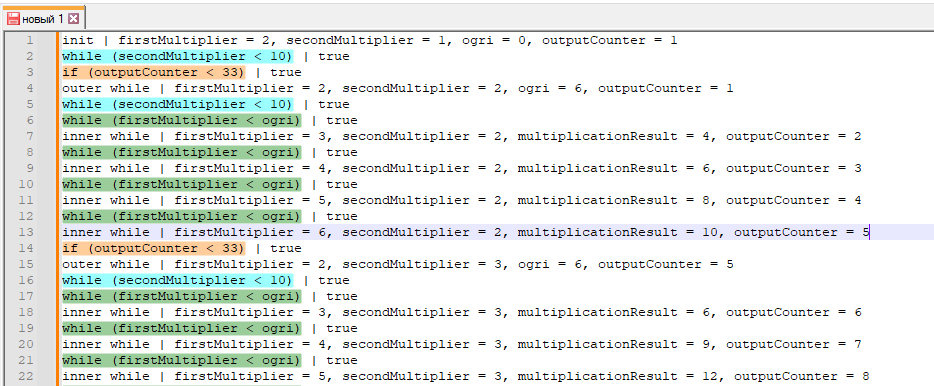 новый 1
1 init | firstMultiplier = 2, secondMultiplier = 1, ogri = 0, outputCounter = 1
2 while (secondMultiplier < 10) | true
3 if (outputCounter < 33) | true
4 outer while | firstMultiplier = 2, secondMultiplier = 2, ogri = 6, outputCounter = 1
5 while (secondMultiplier < 10) | true
6 while (firstMultiplier < ogri) | true
7 inner while | firstMultiplier = 3, secondMultiplier = 2, multiplicationResult = 4, outputCounter = 2
8 while (firstMultiplier < ogri) | true
9 inner while | firstMultiplier = 4, secondMultiplier = 2, multiplicationResult = 6, outputCounter = 3
10 while (firstMultiplier < ogri) | true
11 inner while | firstMultiplier = 5, secondMultiplier = 2, multiplicationResult = 8, outputCounter = 4
12 while (firstMultiplier < ogri) | true
13 inner while | firstMultiplier = 6, secondMultiplier = 2, multiplicationResult = 10, outputCounter = 5
14 if (outputCounter < 33) | true
15 outer while | firstMultiplier = 2, secondMultiplier = 3, ogri = 6, outputCounter = 5
16 while (secondMultiplier < 10) | true
17 while (firstMultiplier < ogri) | true
18 inner while | firstMultiplier = 3, secondMultiplier = 3, multiplicationResult = 6, outputCounter = 6
19 while (firstMultiplier < ogri) | true
20 inner while | firstMultiplier = 4, secondMultiplier = 3, multiplicationResult = 9, outputCounter = 7
21 while (firstMultiplier < ogri) | true
22 inner while | firstMultiplier = 5, secondMultiplier = 3, multiplicationResult = 12, outputCounter = 8